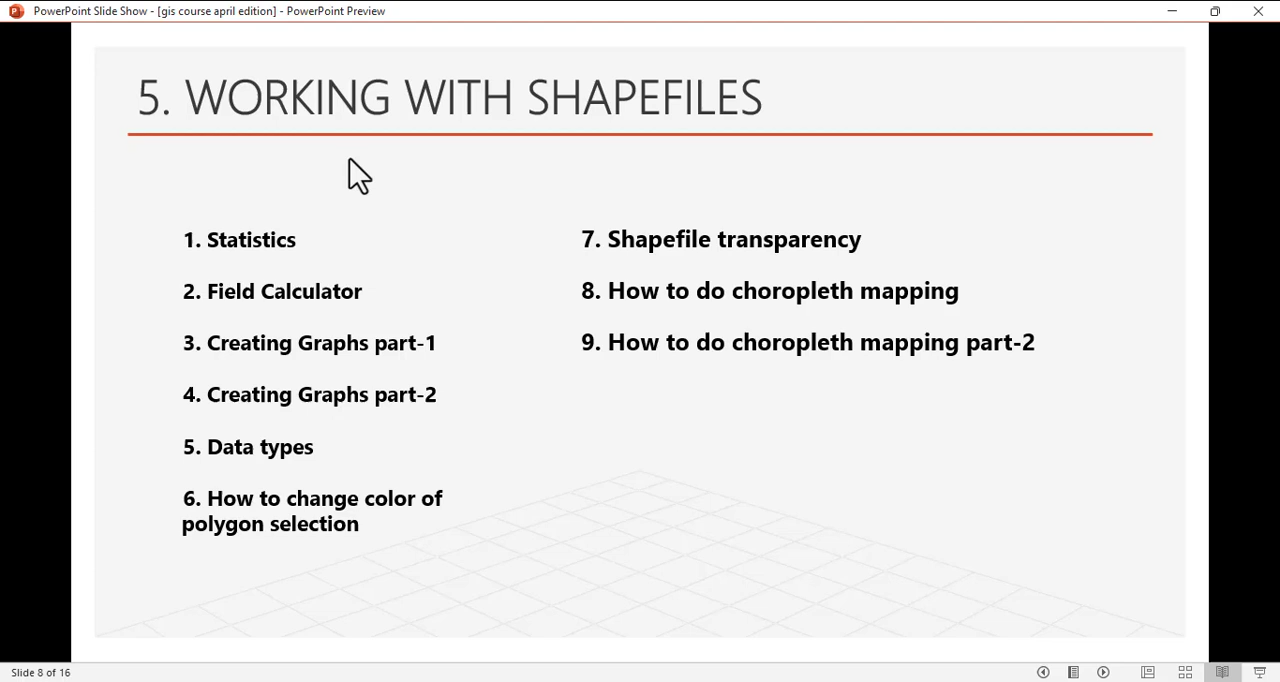 PowerPoint Slide Show - [gis course april edition] - PowerPoint Preview
5. WORKING WITH SHAPEFILES
1. Statistics
2. Field Calculator
3. Creating Graphs part-1
4. Creating Graphs part-2
5. Data types
6. How to change color of
polygon selection
7. Shapefile transparency
8. How to do choropleth mapping
9. How to do choropleth mapping part-2
Slide 8 of 16